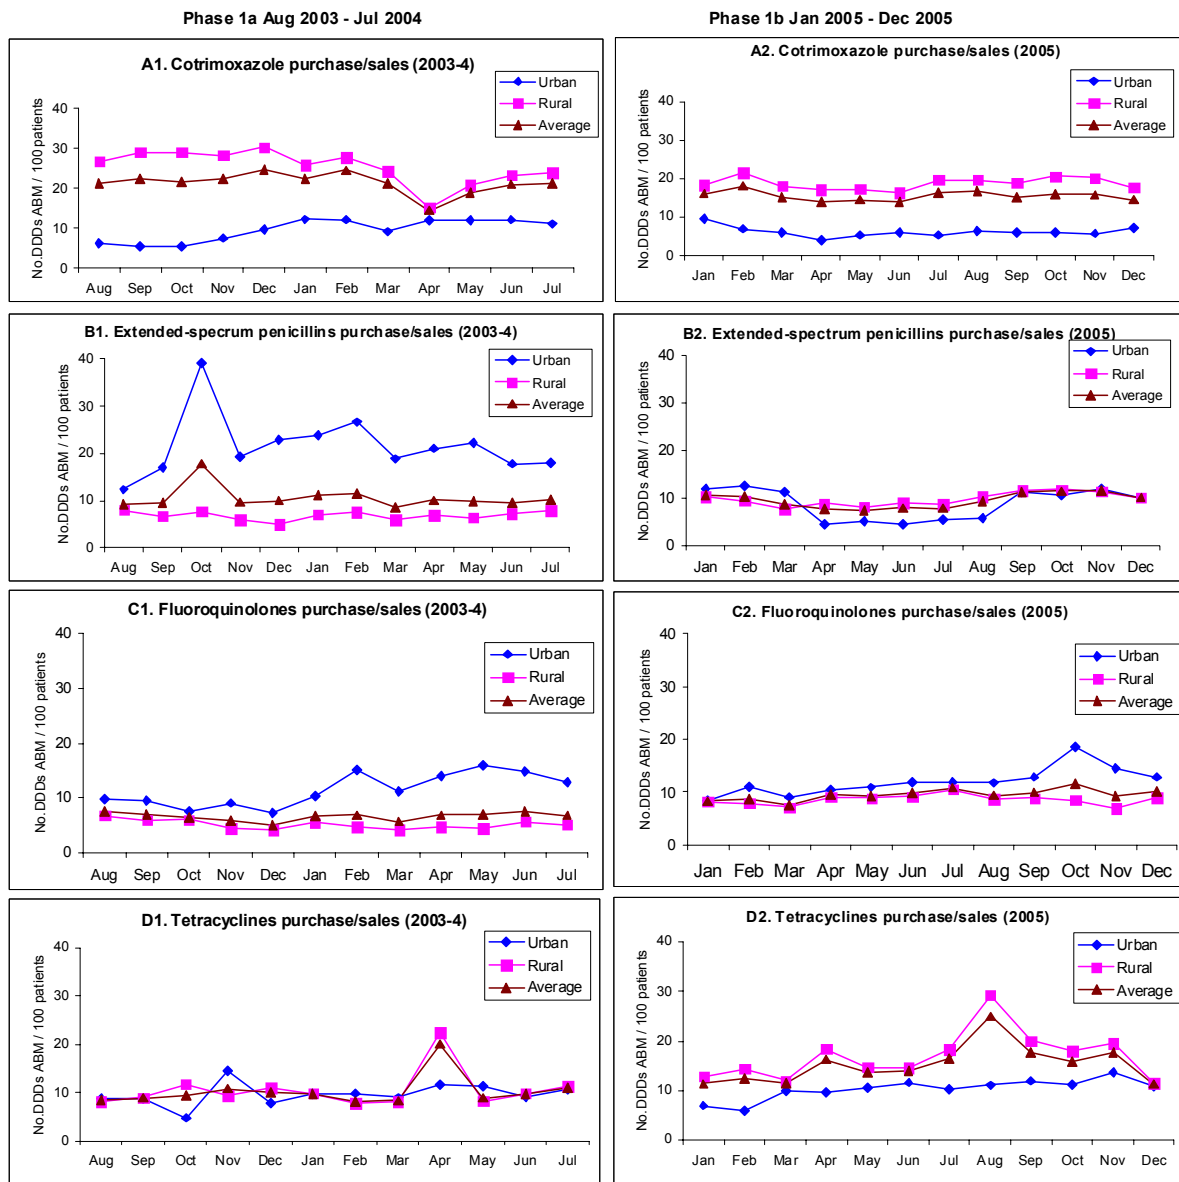 Phase 1a Aug 2003 - Jul 2004
Phase 1b Jan 2005 - Dec 2005
A1. Cotrimoxazole purchase/sales (2003-4)
No.DDDs ABM / 100 patients
40
30
20
10
0
Aug Sep Oct Nov Dec Jan Feb Mar Apr May Jun Jul
Urban
Rural
Average
A2. Cotrimoxazole purchase/sales (2005)
No.DDDs ABM / 100 patients
40
30
20
10
0
Jan Feb Mar Apr May Jun Jul Aug Sep Oct Nov Dec
Urban
Rural
Average
B1. Extended-specrum penicillins purchase/sales (2003-4)
No.DDDs ABM / 100 patients
40
30
20
10
0
Aug Sep Oct Nov Dec Jan Feb Mar Apr May Jun Jul
Urban
Rural
Average
B2. Extended-spectrum penicillins purchase/sales (2005)
No.DDDs ABM / 100 patients
40
30
20
10
0
Jan Feb Mar Apr May Jun Jul Aug Sep Oct Nov Dec
Urban
Rural
Average
C1. Fluoroquinolones purchase/sales (2003-4)
No.DDDs ABM / 100 patients
40
30
20
10
0
Aug Sep Oct Nov Dec Jan Feb Mar Apr May Jun Jul
Urban
Rural
Average
C2. Fluoroquinolones purchase/sales (2005)
No.DDDs ABM / 100 patients
40
30
20
10
0
Jan Feb Mar Apr May Jun Jul Aug Sep Oct Nov Dec
Urban
Rural
Average
D1. Tetracyclines purchase/sales (2003-4)
No.DDDs ABM / 100 patients
40
30
20
10
0
Aug Sep Oct Nov Dec Jan Feb Mar Apr May Jun Jul
Urban
Rural
Average
D2. Tetracyclines purchase/sales (2005)
No.DDDs ABM / 100 patients
40
30
20
10
0
Jan Feb Mar Apr May Jun Jul Aug Sep Oct Nov Dec
Urban
Rural
Average